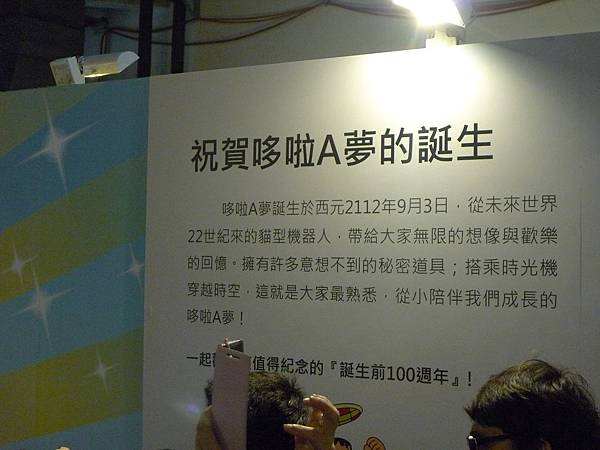 祝賀哆啦A夢的誕生
哆啦A夢誕生於西元2112年9月3日，從未來世界
22世紀來的貓型機器人，帶給大家無限的想像與歡樂
的回憶。擁有許多意想不到的秘密道具；搭乘時光機
穿越時空，這就是大家最熟悉，從小陪伴我們成長的
哆啦A夢！
一起 值得紀念的『誕生前100週年』！